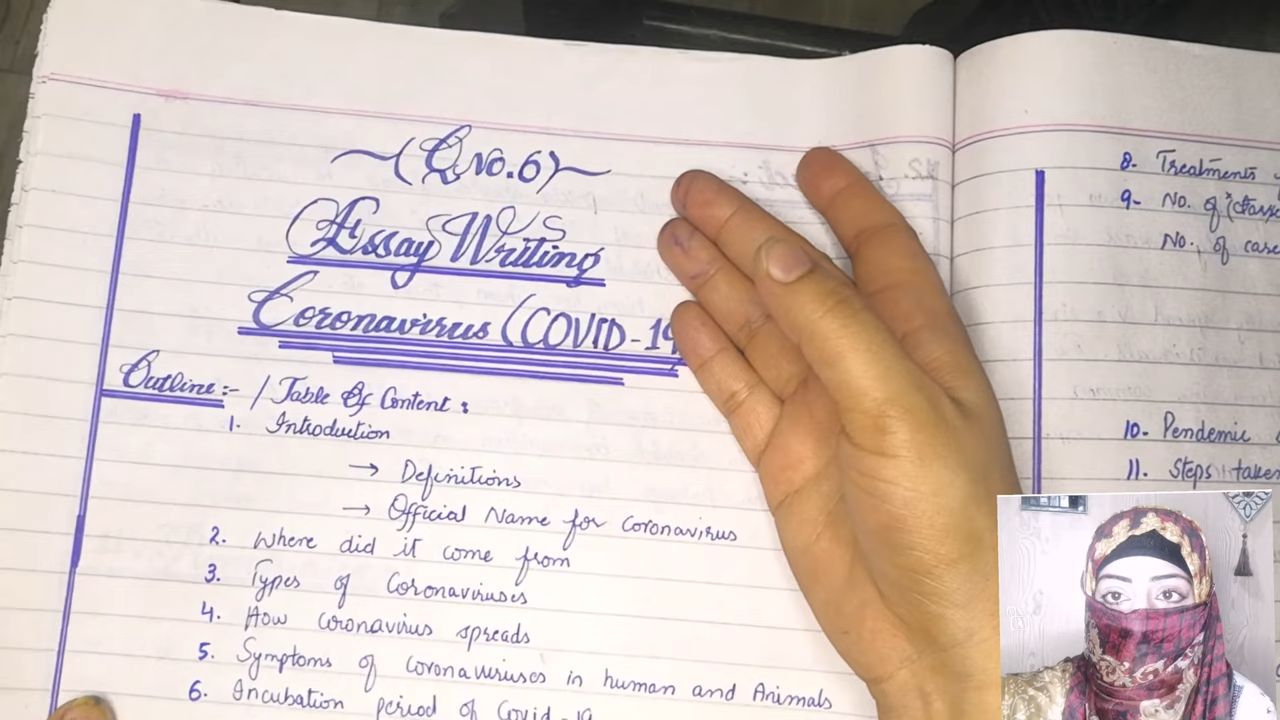 (Q.No.6)
Essay Writing
Coronavirus (COVID-19
Outline:- / Table Of Content:
1. Introduction
→ Definitions
→ Official Name for coronavirus
2. Where did it come from
3. Types of Coronaviruses
4. How coronavirus spreads
5. Symptoms of coronaviruses in human and Animals
6. Incubation period of Covid-19
8- Treatments
9- No. of
No. of case
10- Pendemic
11. Steps taken